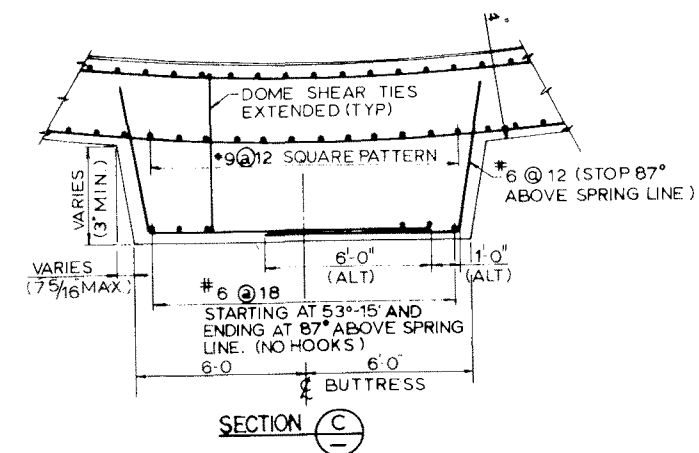 4°
DOME SHEAR TIES
EXTENDED (TYP)
#9@12 SQUARE PATTERN
#6 @ 12 (STOP 87°
ABOVE SPRING LINE)
VARIES
(3" MIN.)
VARIES
(7 5/16" MAX.)
6'-0"
(ALT)
1'-0"
(ALT)
#6 @18
STARTING AT 53°-15' AND
ENDING AT 87° ABOVE SPRING
LINE. (NO HOOKS)
6-0
6'-0"
℄ BUTTRESS
SECTION C